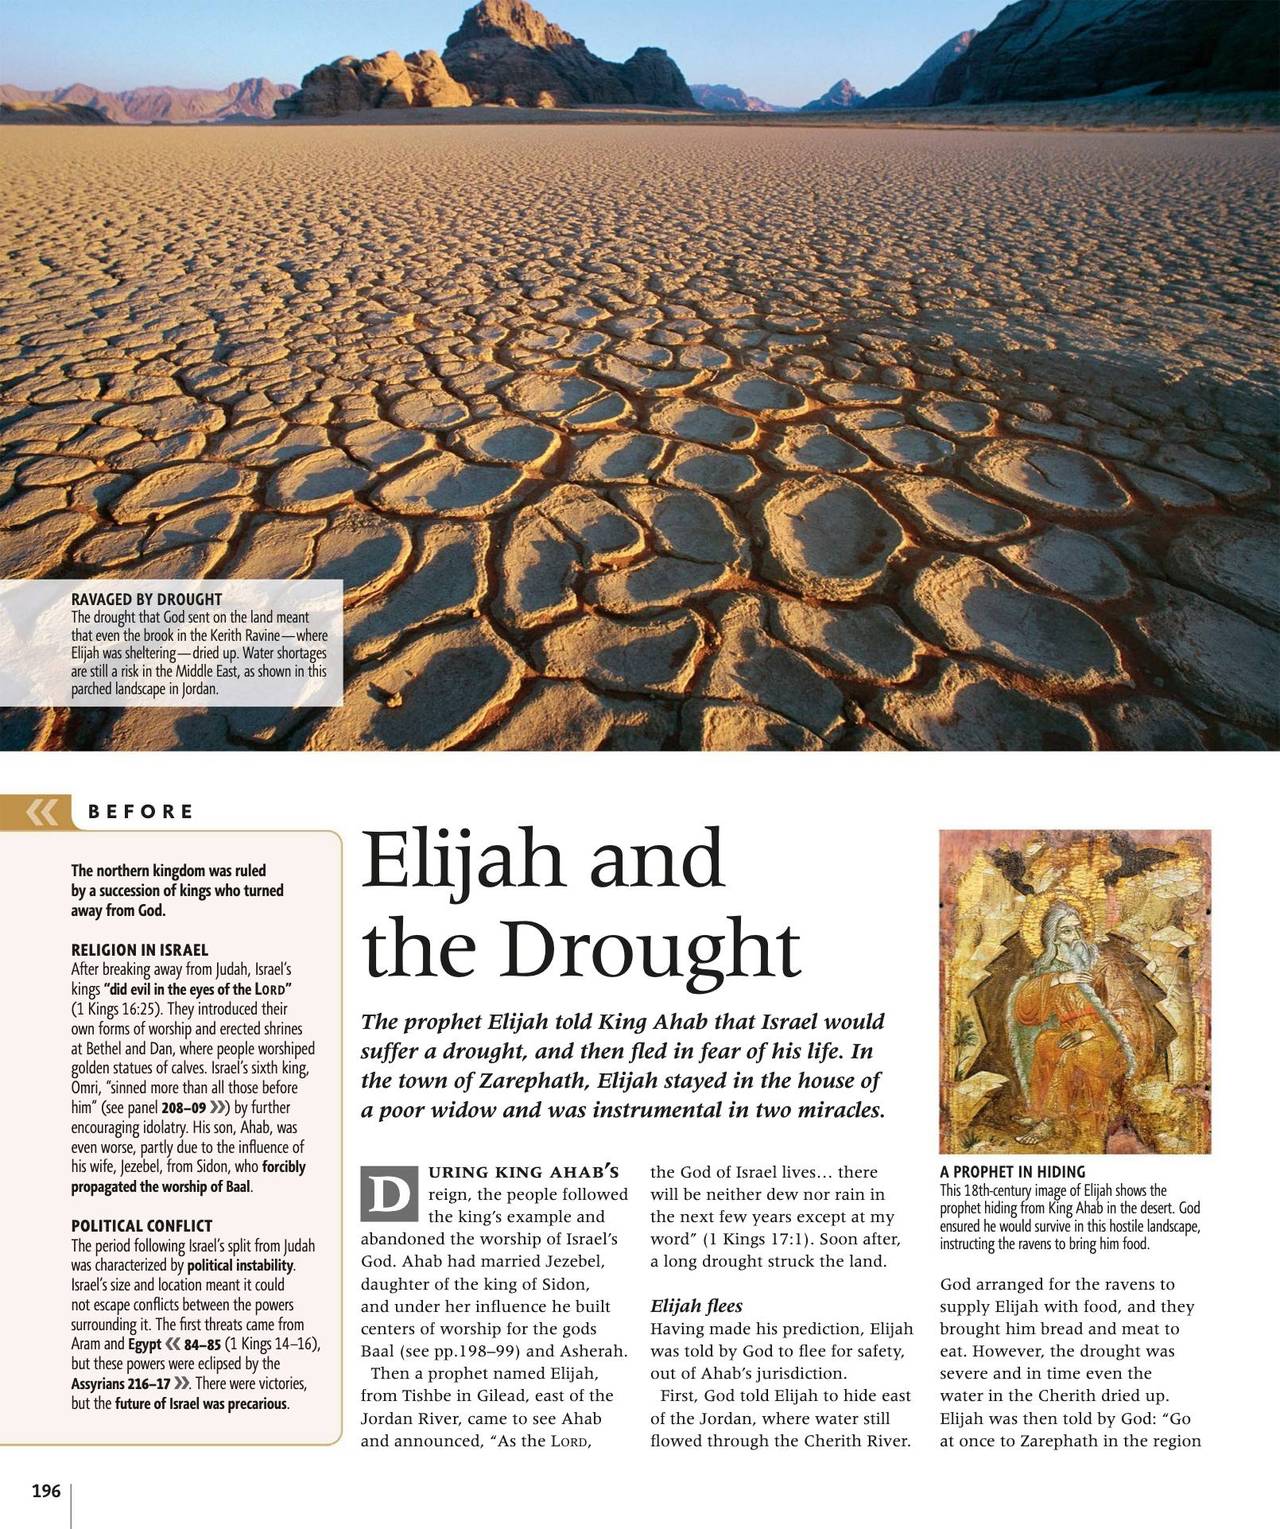 RAVAGED BY DROUGHT
The drought that God sent on the land meant
that even the brook in the Kerith Ravine—where
Elijah was sheltering—dried up. Water shortages
are still a risk in the Middle East, as shown in this
parched landscape in Jordan.
BEFORE
The northern kingdom was ruled
by a succession of kings who turned
away from God.
RELIGION IN ISRAEL
After breaking away from Judah, Israel’s
kings “did evil in the eyes of the LORD”
(1 Kings 16:25). They introduced their
own forms of worship and erected shrines
at Bethel and Dan, where people worshiped
golden statues of calves. Israel’s sixth king,
Omri, “sinned more than all those before
him” (see panel 208–09 ») by further
encouraging idolatry. His son, Ahab, was
even worse, partly due to the influence of
his wife, Jezebel, from Sidon, who forcibly
propagated the worship of Baal.
POLITICAL CONFLICT
The period following Israel’s split from Judah
was characterized by political instability.
Israel’s size and location meant it could
not escape conflicts between the powers
surrounding it. The first threats came from
Aram and Egypt « 84–85 (1 Kings 14–16),
but these powers were eclipsed by the
Assyrians 216–17 ». There were victories,
but the future of Israel was precarious.
Elijah and
the Drought
The prophet Elijah told King Ahab that Israel would
suffer a drought, and then fled in fear of his life. In
the town of Zarephath, Elijah stayed in the house of
a poor widow and was instrumental in two miracles.
DURING KING AHAB’S
reign, the people followed
the king’s example and
abandoned the worship of Israel’s
God. Ahab had married Jezebel,
daughter of the king of Sidon,
and under her influence he built
centers of worship for the gods
Baal (see pp.198–99) and Asherah.
Then a prophet named Elijah,
from Tishbe in Gilead, east of the
Jordan River, came to see Ahab
and announced, “As the LORD,
the God of Israel lives… there
will be neither dew nor rain in
the next few years except at my
word” (1 Kings 17:1). Soon after,
a long drought struck the land.
Elijah flees
Having made his prediction, Elijah
was told by God to flee for safety,
out of Ahab’s jurisdiction.
First, God told Elijah to hide east
of the Jordan, where water still
flowed through the Cherith River.
A PROPHET IN HIDING
This 18th-century image of Elijah shows the
prophet hiding from King Ahab in the desert. God
ensured he would survive in this hostile landscape,
instructing the ravens to bring him food.
God arranged for the ravens to
supply Elijah with food, and they
brought him bread and meat to
eat. However, the drought was
severe and in time even the
water in the Cherith dried up.
Elijah was then told by God: “Go
at once to Zarephath in the region
196